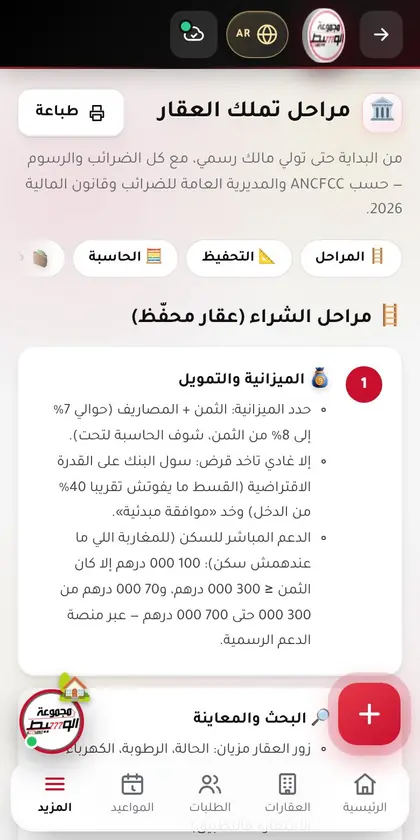 AR
مجموعة
الوسيط
مراحل تملك العقار
طباعة
من البداية حتى تولي مالك رسمي، مع كل الضرائب والرسوم
— حسب ANCFCC والمديرية العامة للضرائب وقانون المالية
2026.
المراحل
التحفيظ
الحاسبة
مراحل الشراء (عقار محفّظ)
1
الميزانية والتمويل
حدد الميزانية: الثمن + المصاريف (حوالي 7%
إلى 8% من الثمن، شوف الحاسبة لتحت).
إلا غادي تاخد قرض: سول البنك على القدرة
الاقتراضية (القسط ما يفوتش تقريبا 40%
من الدخل) وخد «موافقة مبدئية».
الدعم المباشر للسكن (للمغاربة اللي ما
عندهمش سكن): 100 000 درهم إلا كان
الثمن ≤ 300 000 درهم، و70 000 درهم من
300 000 حتى 700 000 درهم — عبر منصة
الدعم الرسمية.
البحث والمعاينة
زور العقار مزيان: الحالة، الرطوبة، الكهرباء
مجموعة
الوسيط
الرئيسية
العقارات
الطلبات
المواعيد
المزيد